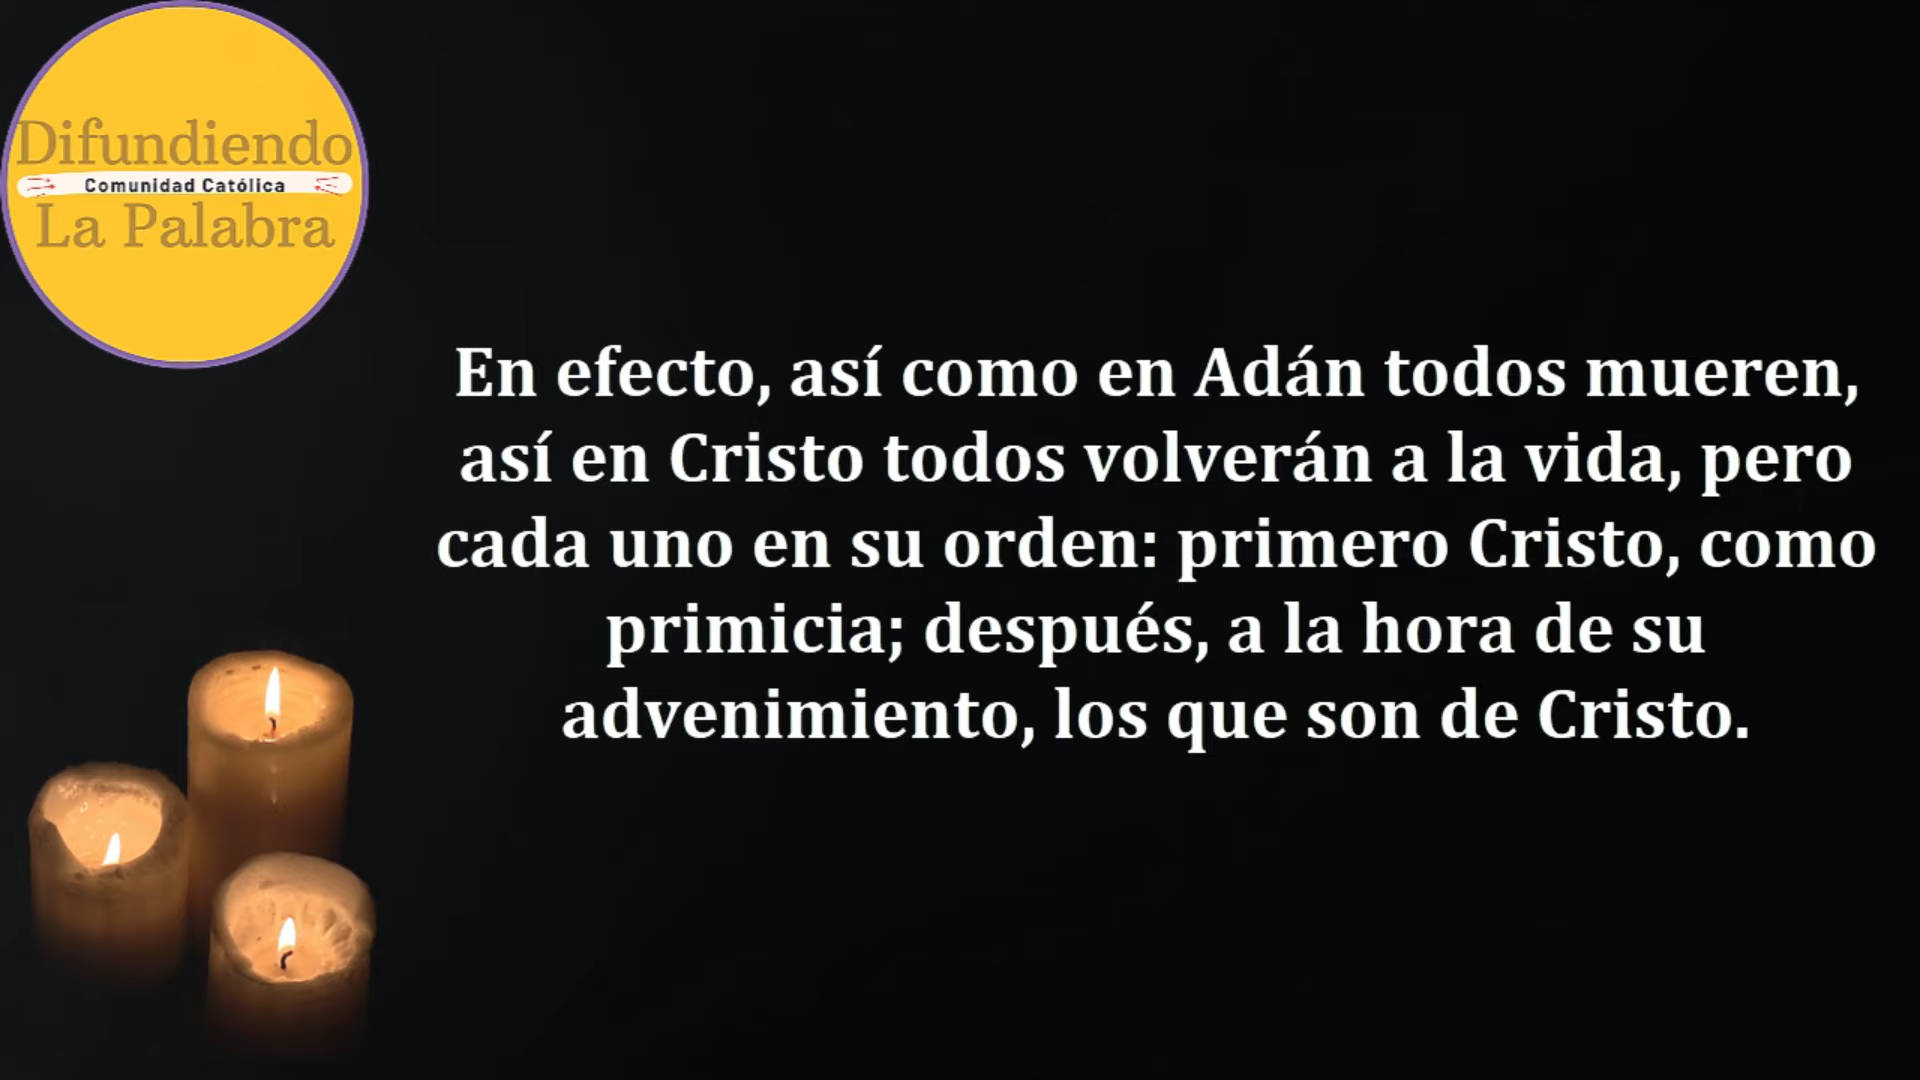 Difundiendo
Comunidad Católica
La Palabra
En efecto, así como en Adán todos mueren,
así en Cristo todos volverán a la vida, pero
cada uno en su orden: primero Cristo, como
primicia; después, a la hora de su
advenimiento, los que son de Cristo.